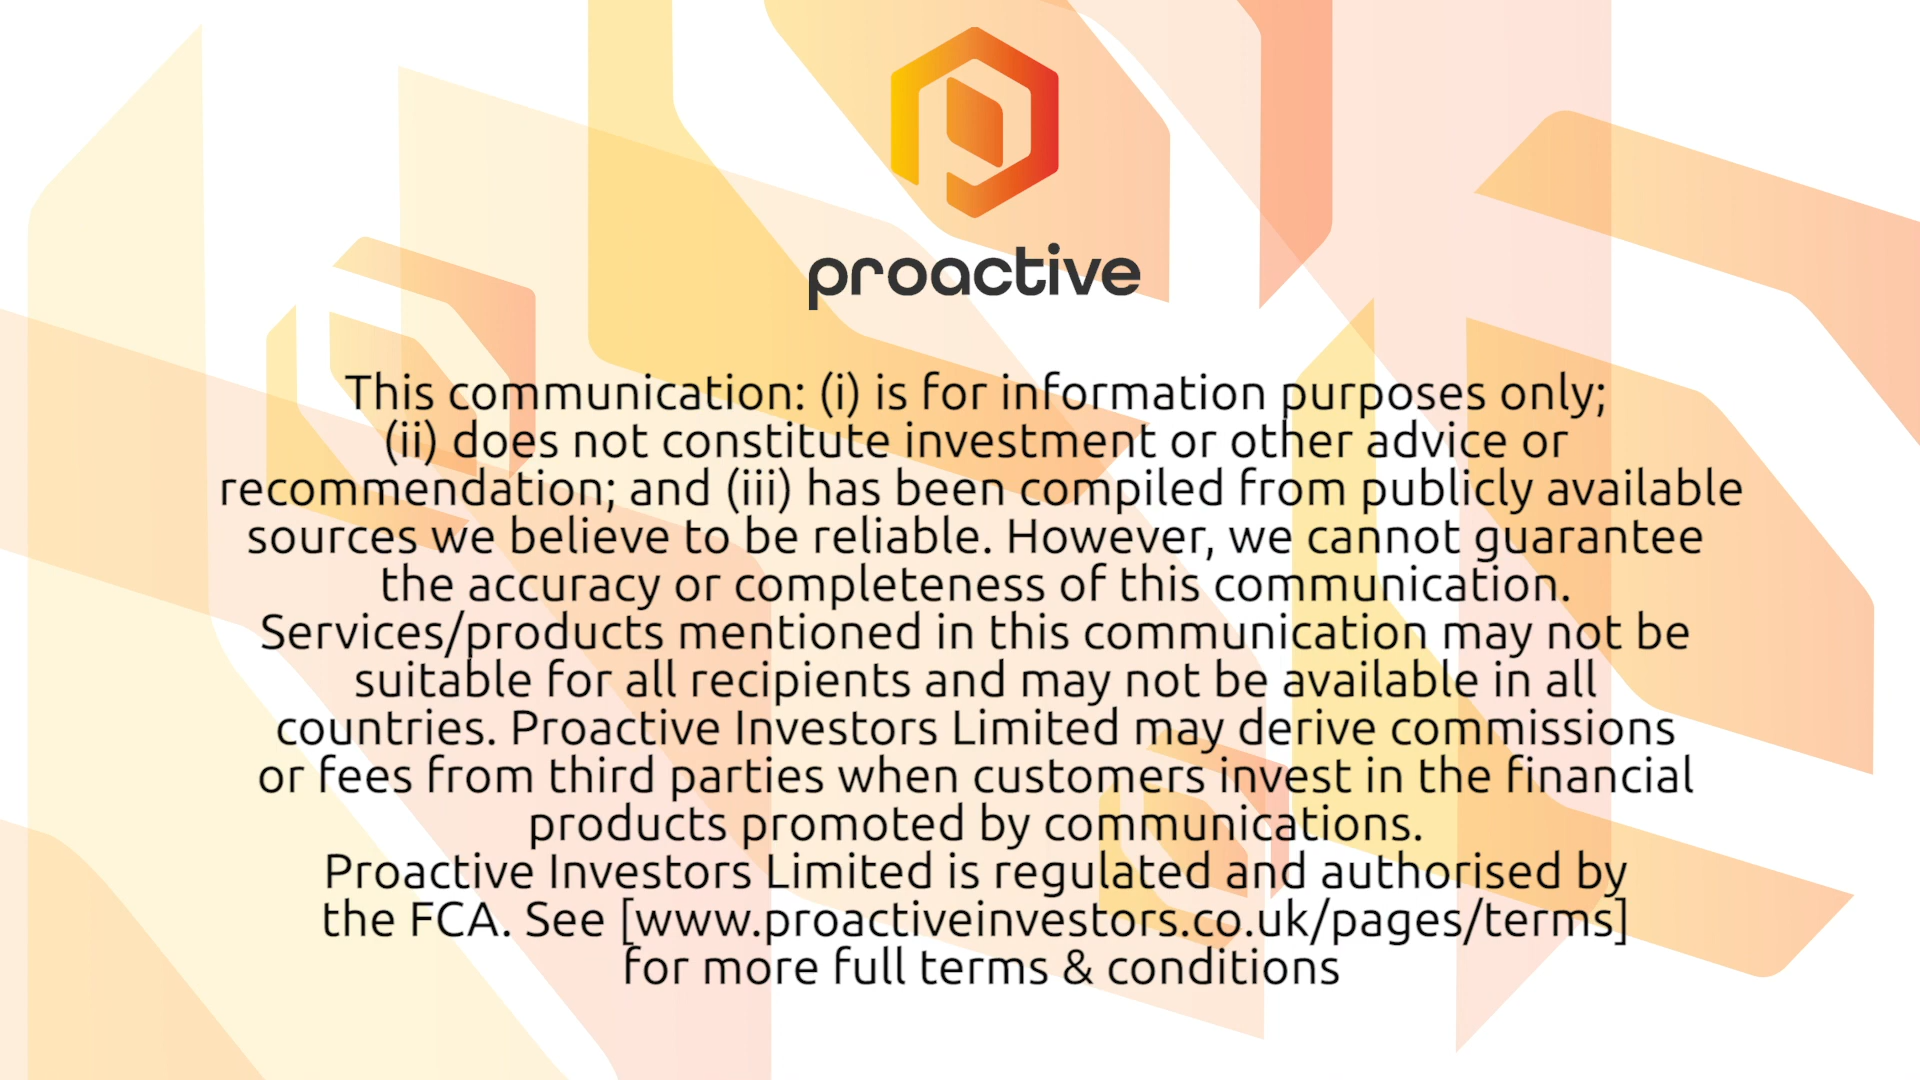 proactive
This communication: (i) is for information purposes only;
(ii) does not constitute investment or other advice or
recommendation; and (iii) has been compiled from publicly available
sources we believe to be reliable. However, we cannot guarantee
the accuracy or completeness of this communication.
Services/products mentioned in this communication may not be
suitable for all recipients and may not be available in all
countries. Proactive Investors Limited may derive commissions
or fees from third parties when customers invest in the financial
products promoted by communications.
Proactive Investors Limited is regulated and authorised by
the FCA. See [www.proactiveinvestors.co.uk/pages/terms]
for more full terms & conditions